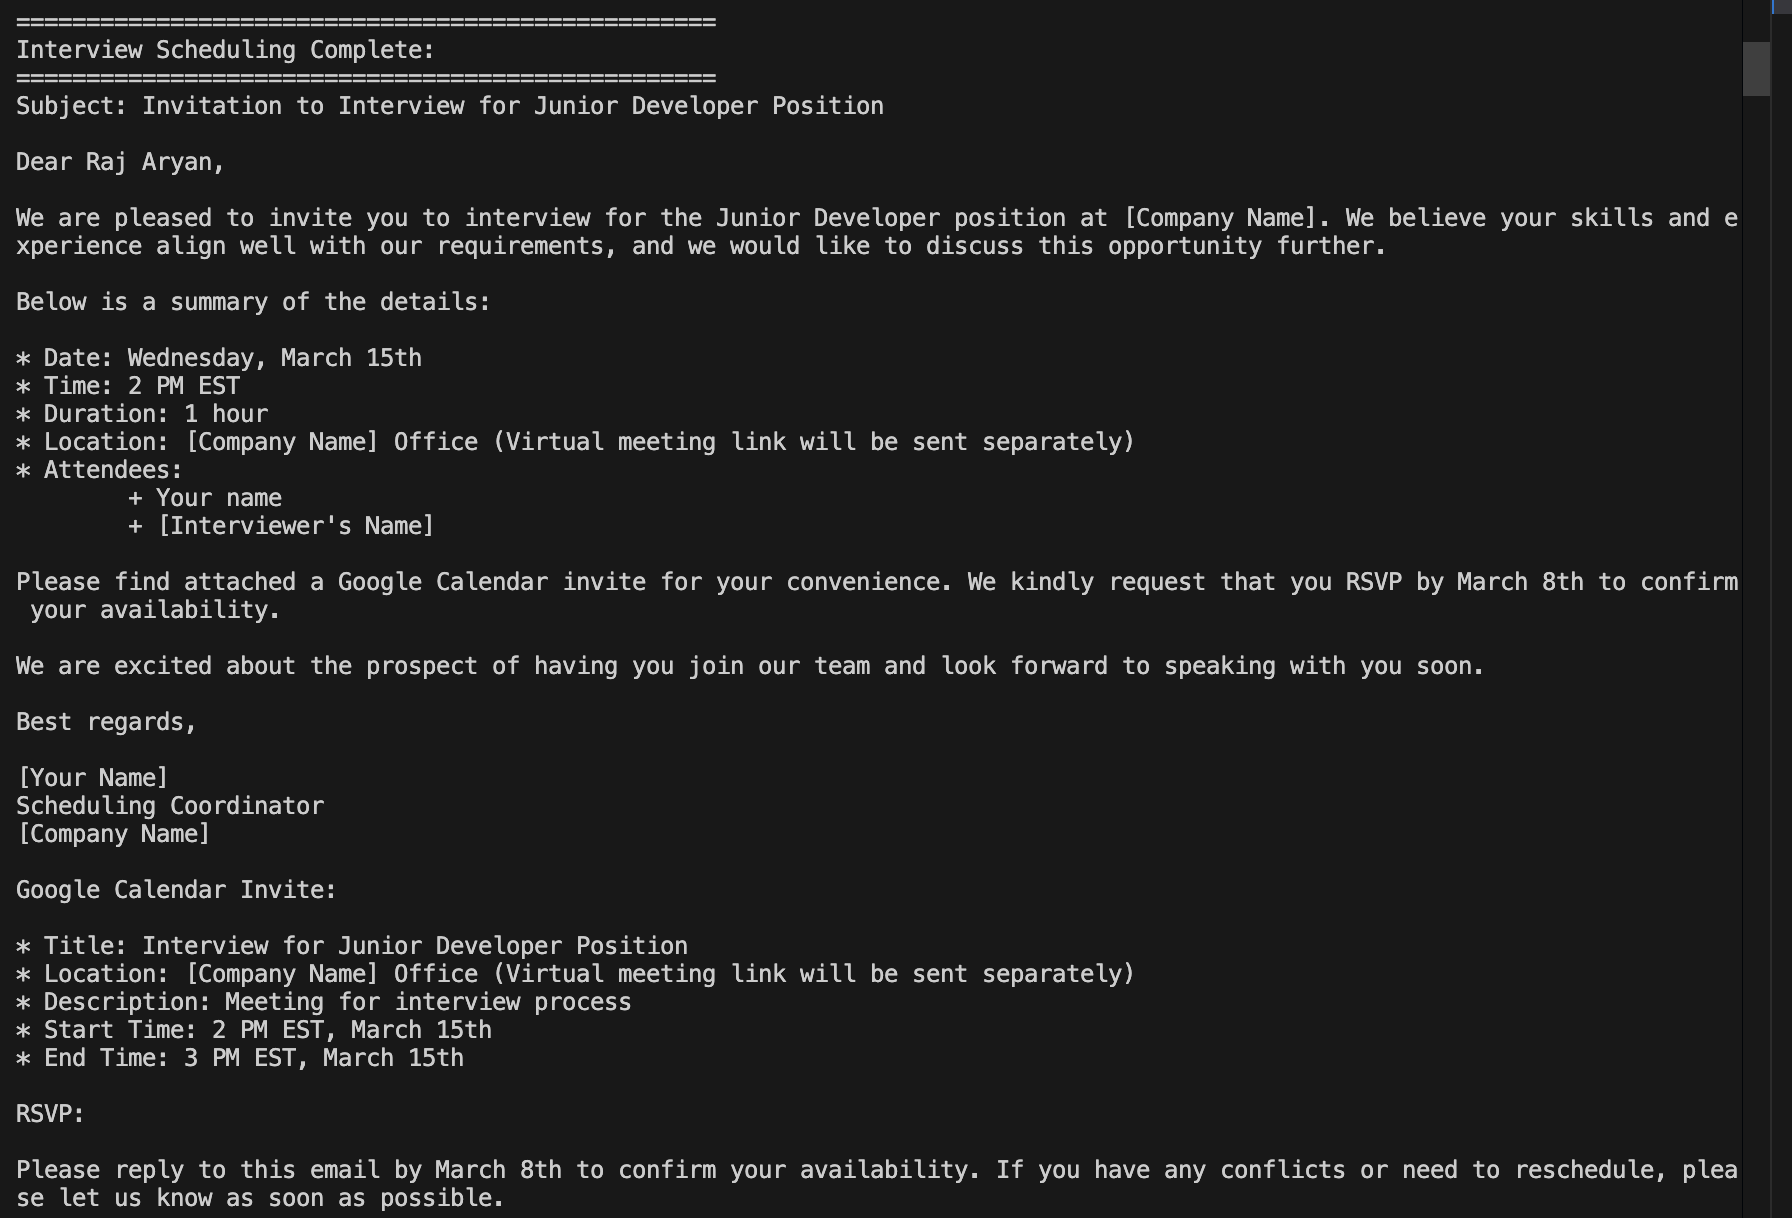 ==================================================
Interview Scheduling Complete:
==================================================
Subject: Invitation to Interview for Junior Developer Position
Dear Raj Aryan,
We are pleased to invite you to interview for the Junior Developer position at [Company Name]. We believe your skills and e
xperience align well with our requirements, and we would like to discuss this opportunity further.
Below is a summary of the details:
* Date: Wednesday, March 15th
* Time: 2 PM EST
* Duration: 1 hour
* Location: [Company Name] Office (Virtual meeting link will be sent separately)
* Attendees:
        + Your name
        + [Interviewer's Name]
Please find attached a Google Calendar invite for your convenience. We kindly request that you RSVP by March 8th to confirm
 your availability.
We are excited about the prospect of having you join our team and look forward to speaking with you soon.
Best regards,
[Your Name]
Scheduling Coordinator
[Company Name]
Google Calendar Invite:
* Title: Interview for Junior Developer Position
* Location: [Company Name] Office (Virtual meeting link will be sent separately)
* Description: Meeting for interview process
* Start Time: 2 PM EST, March 15th
* End Time: 3 PM EST, March 15th
RSVP:
Please reply to this email by March 8th to confirm your availability. If you have any conflicts or need to reschedule, plea
se let us know as soon as possible.